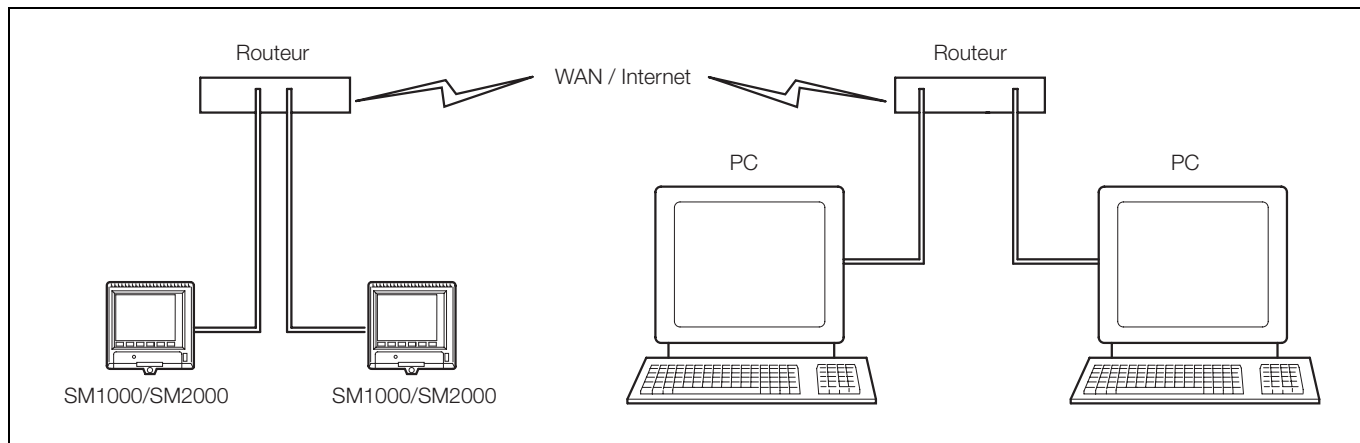 Routeur
WAN / Internet
Routeur
PC
PC
SM1000/SM2000
SM1000/SM2000